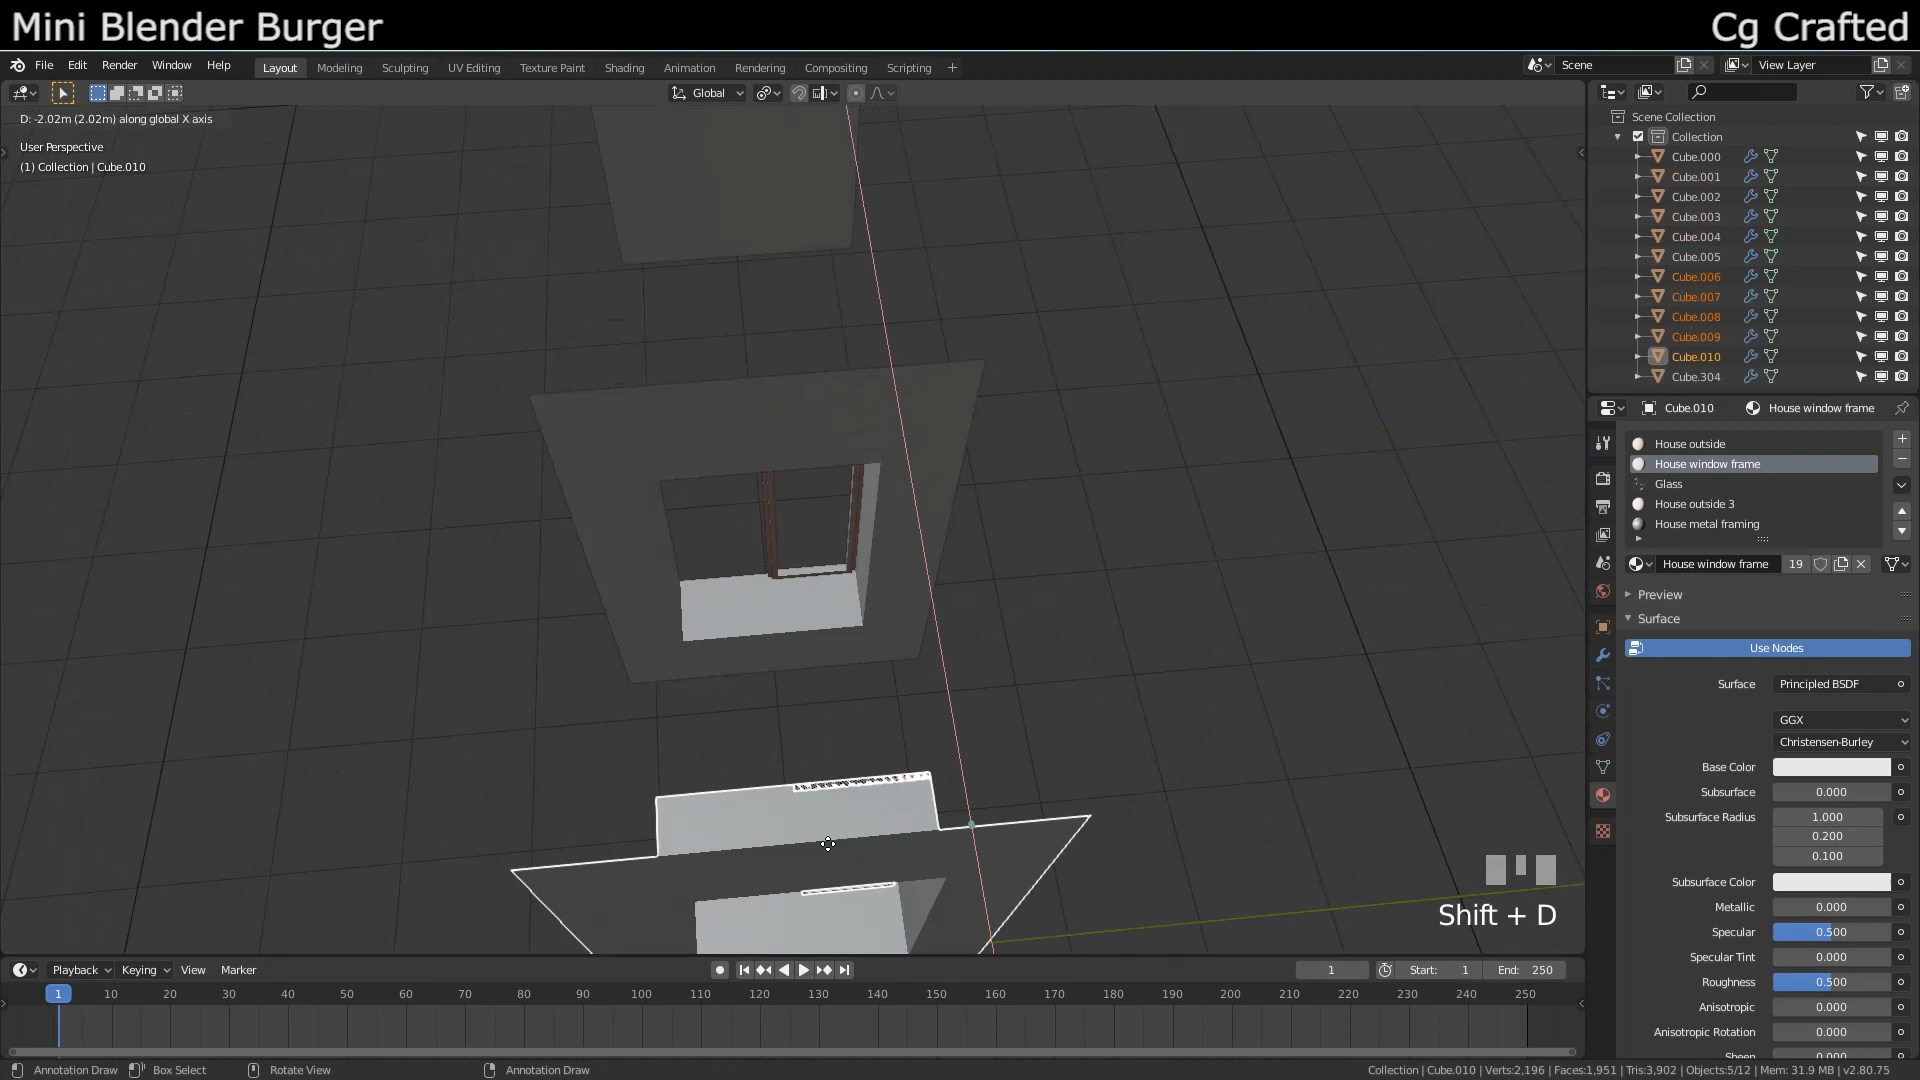 Mini Blender Burger
Cg Crafted
File Edit Render Window Help
Layout Modeling Sculpting UV Editing Texture Paint Shading Animation Rendering Compositing Scripting +
Scene
View Layer
Global
D: -2.02m (2.02m) along global X axis
User Perspective
(1) Collection | Cube.010
Scene Collection
Collection
Cube.000
Cube.001
Cube.002
Cube.003
Cube.004
Cube.005
Cube.006
Cube.007
Cube.008
Cube.009
Cube.010
Cube.304
Cube.010 House window frame
House outside
House window frame
Glass
House outside 3
House metal framing
House window frame 19
Preview
Surface
Use Nodes
Surface Principled BSDF
GGX
Christensen-Burley
Base Color
Subsurface 0.000
Subsurface Radius 1.000
0.200
0.100
Subsurface Color
Metallic 0.000
Specular 0.500
Specular Tint 0.000
Roughness 0.500
Anisotropic 0.000
Anisotropic Rotation 0.000
Sheen 0.000
Shift + D
Playback Keying View Marker
1 Start: 1 End: 250
1 10 20 30 40 50 60 70 80 90 100 110 120 130 140 150 160 170 180 190 200 210 220 230 240 250
Annotation Draw Box Select Rotate View Annotation Draw
Collection | Cube.010 | Verts:2,196 | Faces:1,951 | Tris:3,902 | Objects:5/12 | Mem: 31.9 MB | v2.80.75